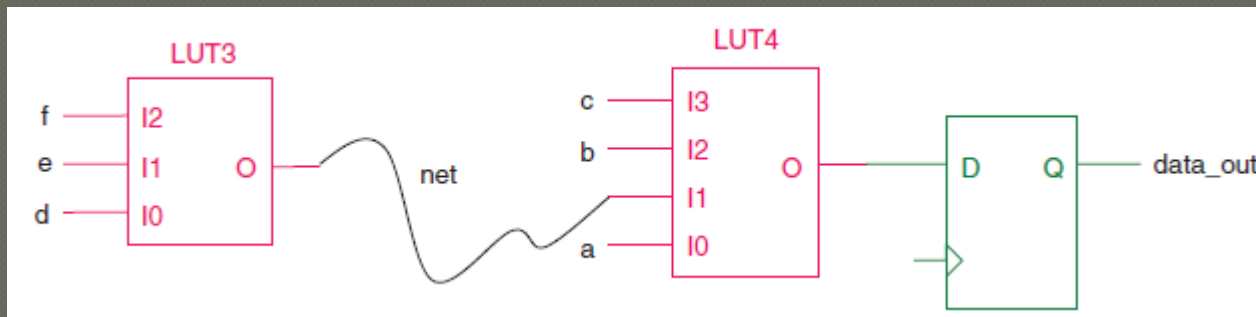 LUT3
f I2
e I1 O
d I0
net
LUT4
c I3
b I2 O
I1
a I0
D Q data_out